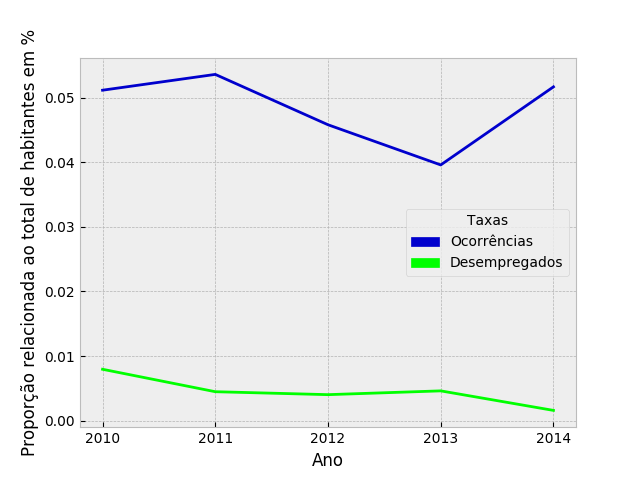 Proporção relacionada ao total de habitantes em %
0.05
0.04
0.03
0.02
0.01
0.00
Taxas
Ocorrências
Desempregados
2010 2011 2012 2013 2014
Ano